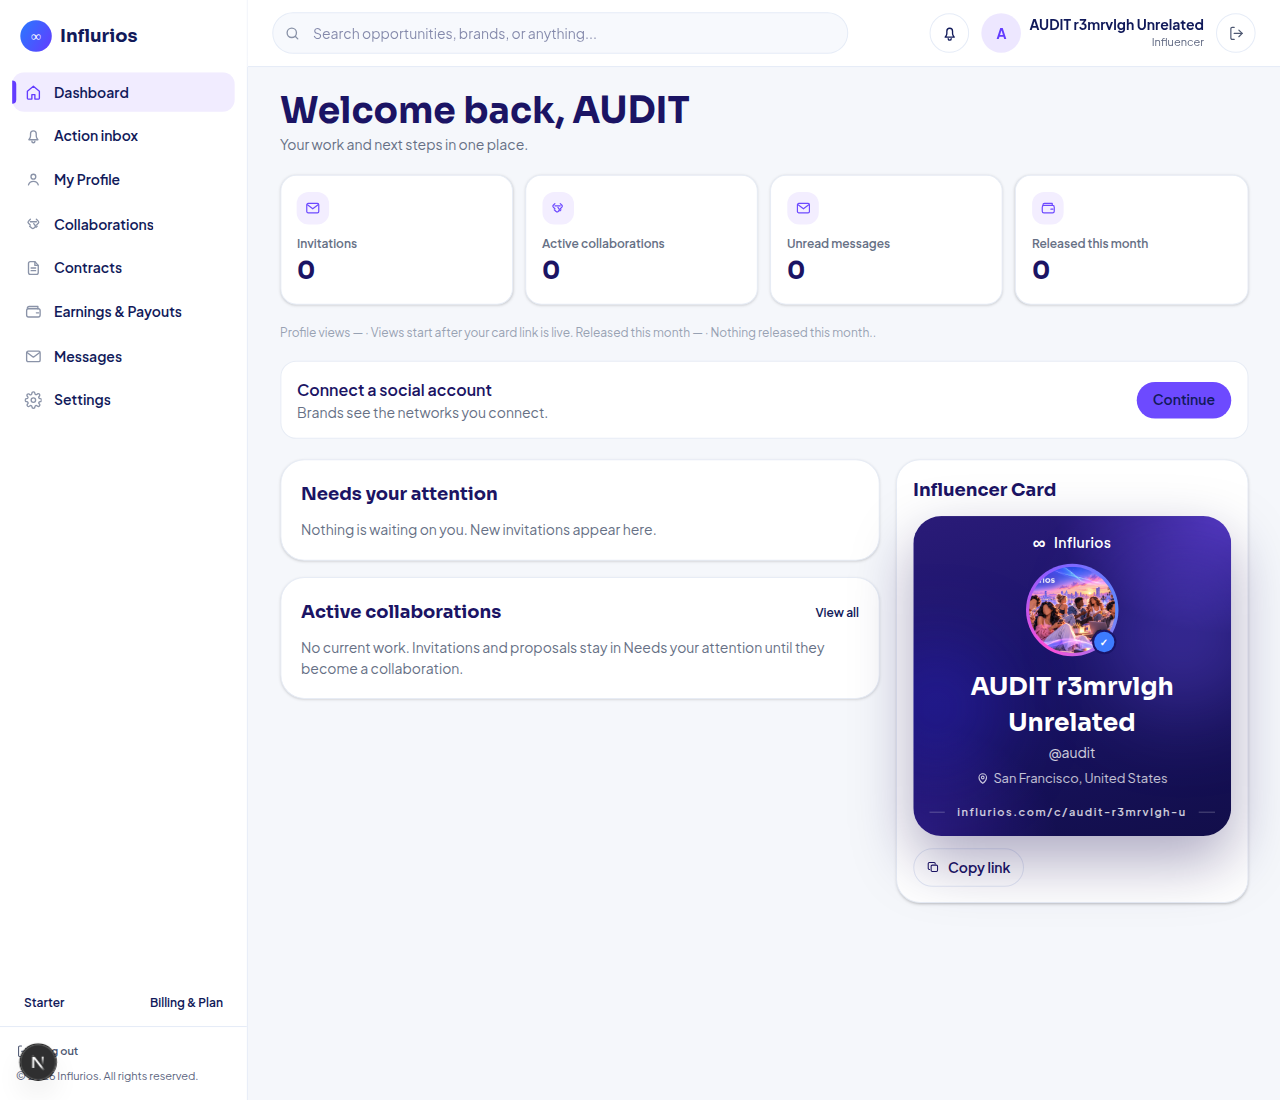 Influrios
Search opportunities, brands, or anything...
A
AUDIT r3mrvlgh Unrelated
Influencer
Dashboard
Action inbox
My Profile
Collaborations
Contracts
Earnings & Payouts
Messages
Settings
Welcome back, AUDIT
Your work and next steps in one place.
Invitations
0
Active collaborations
0
Unread messages
0
Released this month
0
Profile views — · Views start after your card link is live. Released this month — · Nothing released this month..
Connect a social account
Brands see the networks you connect.
Continue
Needs your attention
Nothing is waiting on you. New invitations appear here.
Active collaborations
View all
No current work. Invitations and proposals stay in Needs your attention until they
become a collaboration.
Influencer Card
Influrios
AUDIT r3mrvlgh
Unrelated
@audit
San Francisco, United States
influrios.com/c/audit-r3mrvlgh-u
Copy link
Starter
Billing & Plan
out
N
© Influrios. All rights reserved.